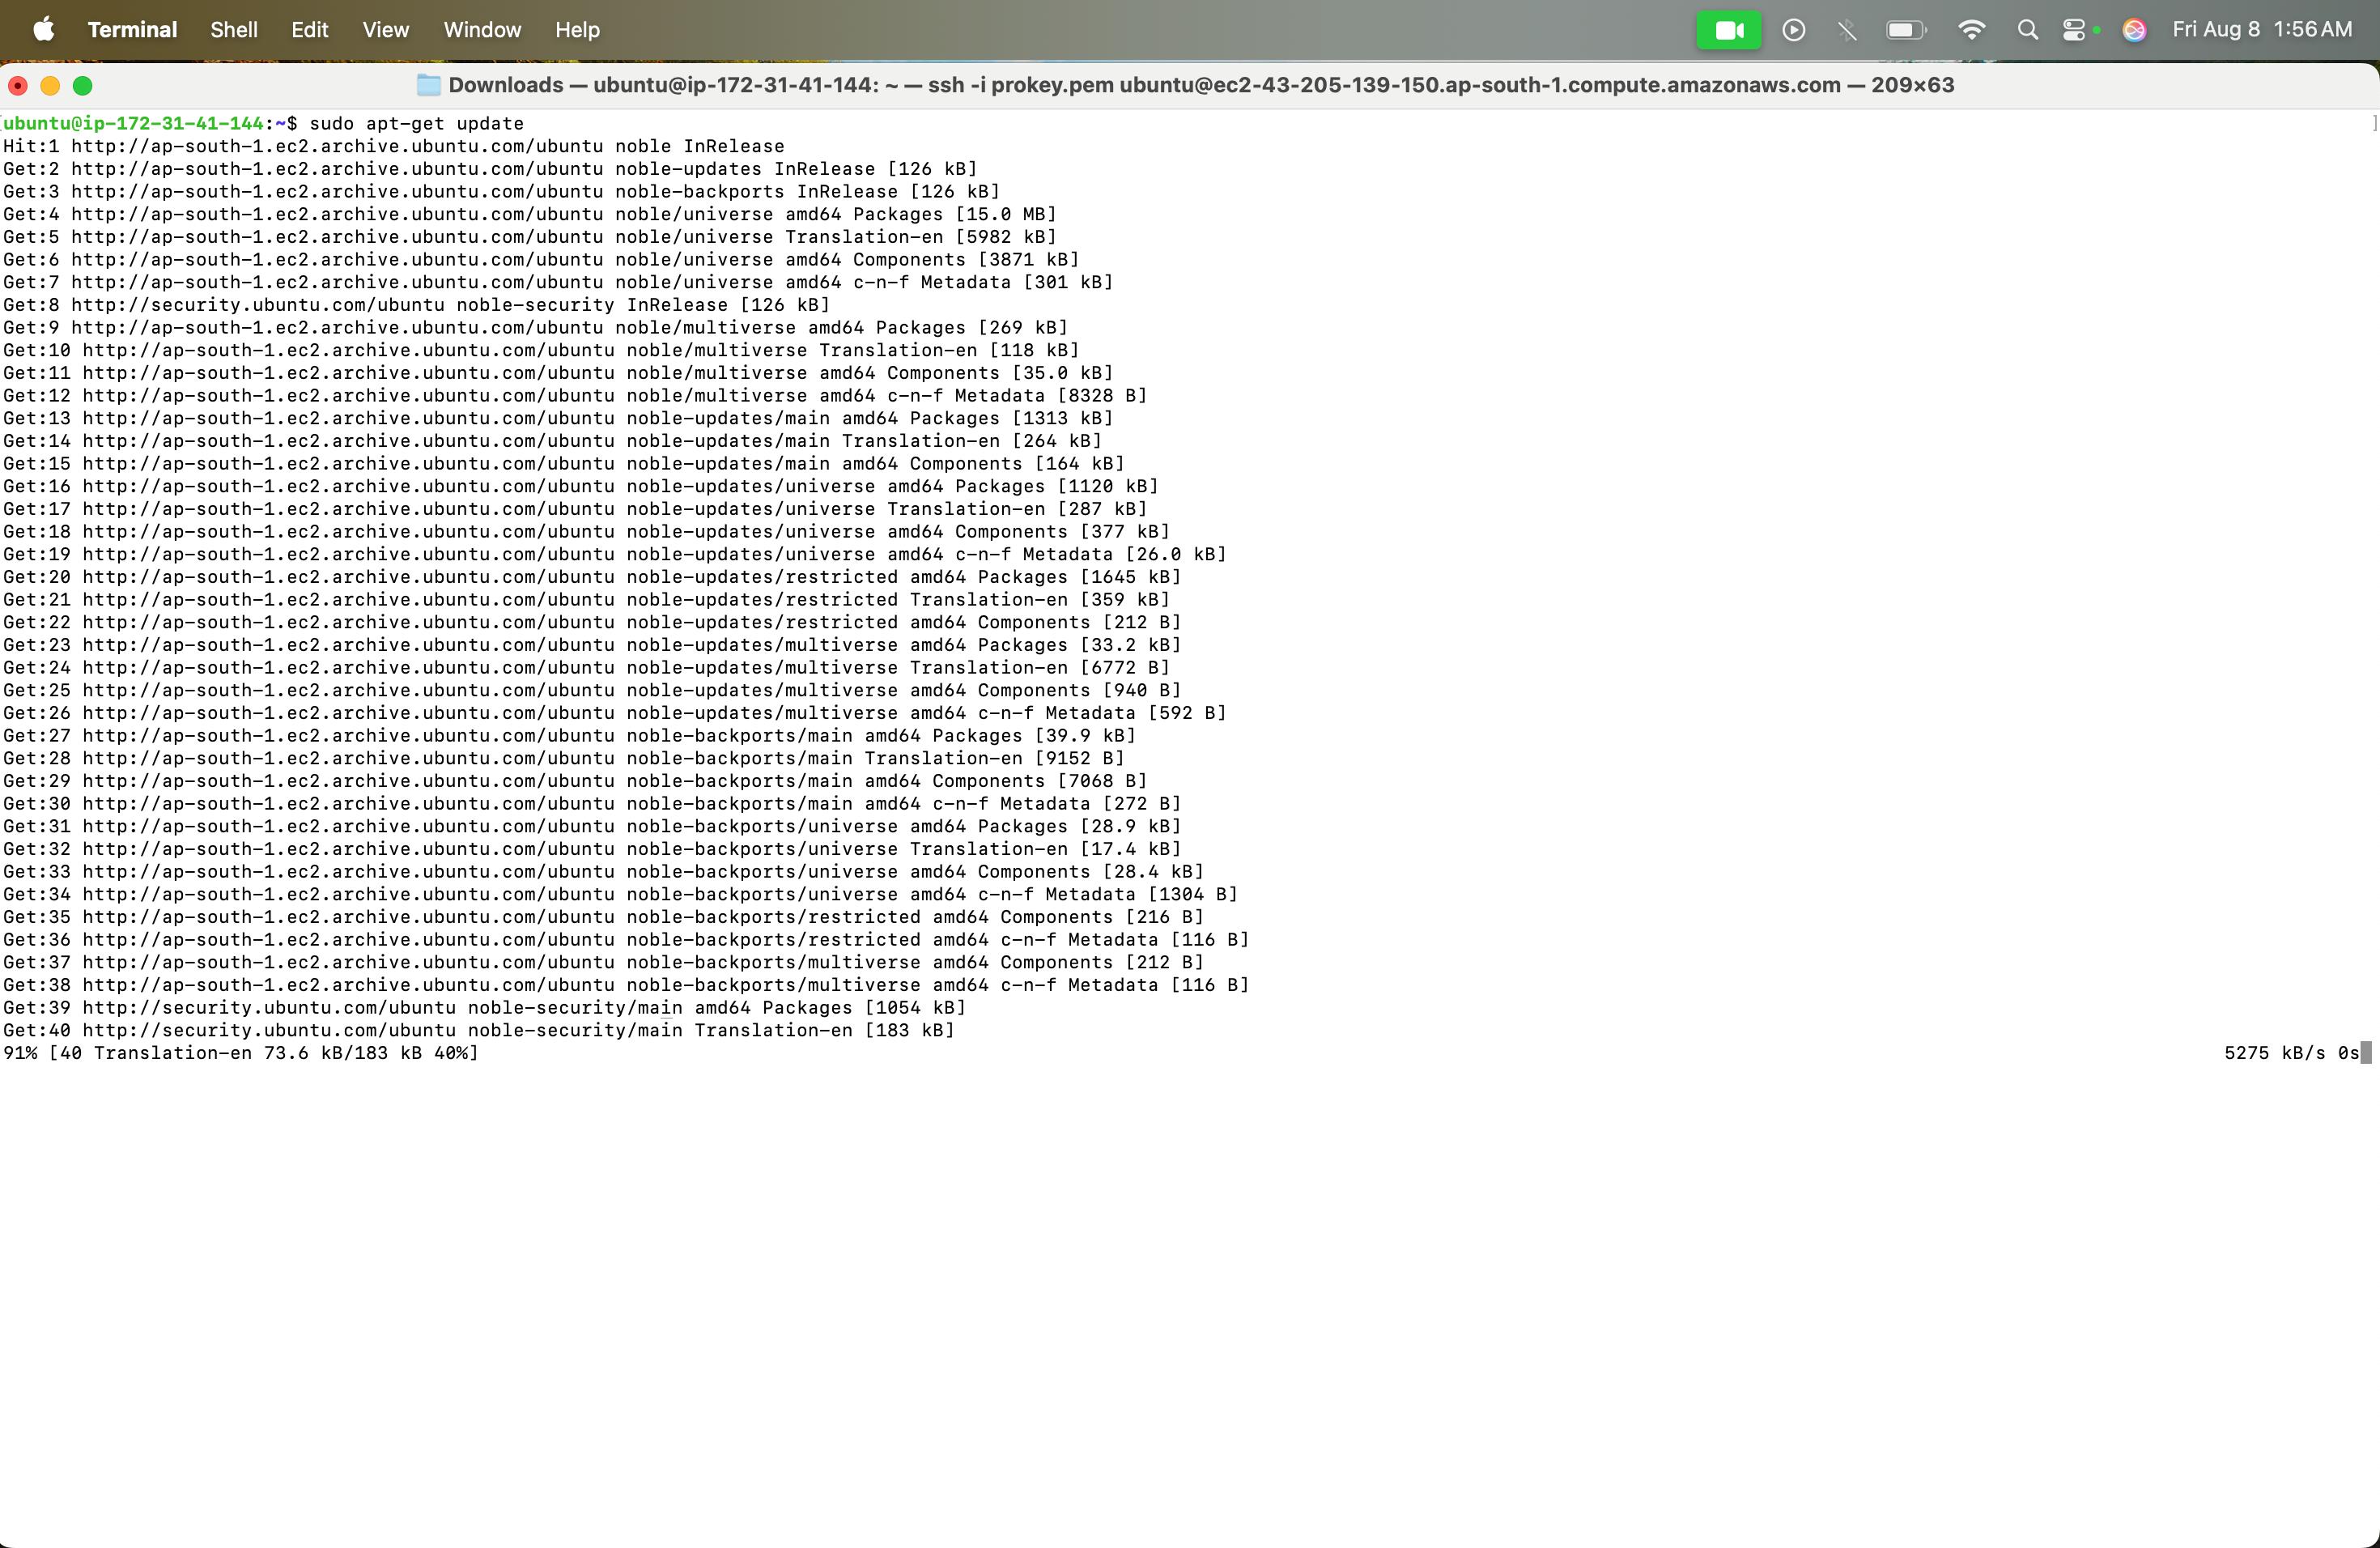 Terminal Shell Edit View Window Help Fri Aug 8 1:56 AM
Downloads — ubuntu@ip-172-31-41-144: ~ — ssh -i prokey.pem ubuntu@ec2-43-205-139-150.ap-south-1.compute.amazonaws.com — 209×63
[ubuntu@ip-172-31-41-144:~$ sudo apt-get update ]
Hit:1 http://ap-south-1.ec2.archive.ubuntu.com/ubuntu noble InRelease
Get:2 http://ap-south-1.ec2.archive.ubuntu.com/ubuntu noble-updates InRelease [126 kB]
Get:3 http://ap-south-1.ec2.archive.ubuntu.com/ubuntu noble-backports InRelease [126 kB]
Get:4 http://ap-south-1.ec2.archive.ubuntu.com/ubuntu noble/universe amd64 Packages [15.0 MB]
Get:5 http://ap-south-1.ec2.archive.ubuntu.com/ubuntu noble/universe Translation-en [5982 kB]
Get:6 http://ap-south-1.ec2.archive.ubuntu.com/ubuntu noble/universe amd64 Components [3871 kB]
Get:7 http://ap-south-1.ec2.archive.ubuntu.com/ubuntu noble/universe amd64 c-n-f Metadata [301 kB]
Get:8 http://security.ubuntu.com/ubuntu noble-security InRelease [126 kB]
Get:9 http://ap-south-1.ec2.archive.ubuntu.com/ubuntu noble/multiverse amd64 Packages [269 kB]
Get:10 http://ap-south-1.ec2.archive.ubuntu.com/ubuntu noble/multiverse Translation-en [118 kB]
Get:11 http://ap-south-1.ec2.archive.ubuntu.com/ubuntu noble/multiverse amd64 Components [35.0 kB]
Get:12 http://ap-south-1.ec2.archive.ubuntu.com/ubuntu noble/multiverse amd64 c-n-f Metadata [8328 B]
Get:13 http://ap-south-1.ec2.archive.ubuntu.com/ubuntu noble-updates/main amd64 Packages [1313 kB]
Get:14 http://ap-south-1.ec2.archive.ubuntu.com/ubuntu noble-updates/main Translation-en [264 kB]
Get:15 http://ap-south-1.ec2.archive.ubuntu.com/ubuntu noble-updates/main amd64 Components [164 kB]
Get:16 http://ap-south-1.ec2.archive.ubuntu.com/ubuntu noble-updates/universe amd64 Packages [1120 kB]
Get:17 http://ap-south-1.ec2.archive.ubuntu.com/ubuntu noble-updates/universe Translation-en [287 kB]
Get:18 http://ap-south-1.ec2.archive.ubuntu.com/ubuntu noble-updates/universe amd64 Components [377 kB]
Get:19 http://ap-south-1.ec2.archive.ubuntu.com/ubuntu noble-updates/universe amd64 c-n-f Metadata [26.0 kB]
Get:20 http://ap-south-1.ec2.archive.ubuntu.com/ubuntu noble-updates/restricted amd64 Packages [1645 kB]
Get:21 http://ap-south-1.ec2.archive.ubuntu.com/ubuntu noble-updates/restricted Translation-en [359 kB]
Get:22 http://ap-south-1.ec2.archive.ubuntu.com/ubuntu noble-updates/restricted amd64 Components [212 B]
Get:23 http://ap-south-1.ec2.archive.ubuntu.com/ubuntu noble-updates/multiverse amd64 Packages [33.2 kB]
Get:24 http://ap-south-1.ec2.archive.ubuntu.com/ubuntu noble-updates/multiverse Translation-en [6772 B]
Get:25 http://ap-south-1.ec2.archive.ubuntu.com/ubuntu noble-updates/multiverse amd64 Components [940 B]
Get:26 http://ap-south-1.ec2.archive.ubuntu.com/ubuntu noble-updates/multiverse amd64 c-n-f Metadata [592 B]
Get:27 http://ap-south-1.ec2.archive.ubuntu.com/ubuntu noble-backports/main amd64 Packages [39.9 kB]
Get:28 http://ap-south-1.ec2.archive.ubuntu.com/ubuntu noble-backports/main Translation-en [9152 B]
Get:29 http://ap-south-1.ec2.archive.ubuntu.com/ubuntu noble-backports/main amd64 Components [7068 B]
Get:30 http://ap-south-1.ec2.archive.ubuntu.com/ubuntu noble-backports/main amd64 c-n-f Metadata [272 B]
Get:31 http://ap-south-1.ec2.archive.ubuntu.com/ubuntu noble-backports/universe amd64 Packages [28.9 kB]
Get:32 http://ap-south-1.ec2.archive.ubuntu.com/ubuntu noble-backports/universe Translation-en [17.4 kB]
Get:33 http://ap-south-1.ec2.archive.ubuntu.com/ubuntu noble-backports/universe amd64 Components [28.4 kB]
Get:34 http://ap-south-1.ec2.archive.ubuntu.com/ubuntu noble-backports/universe amd64 c-n-f Metadata [1304 B]
Get:35 http://ap-south-1.ec2.archive.ubuntu.com/ubuntu noble-backports/restricted amd64 Components [216 B]
Get:36 http://ap-south-1.ec2.archive.ubuntu.com/ubuntu noble-backports/restricted amd64 c-n-f Metadata [116 B]
Get:37 http://ap-south-1.ec2.archive.ubuntu.com/ubuntu noble-backports/multiverse amd64 Components [212 B]
Get:38 http://ap-south-1.ec2.archive.ubuntu.com/ubuntu noble-backports/multiverse amd64 c-n-f Metadata [116 B]
Get:39 http://security.ubuntu.com/ubuntu noble-security/main amd64 Packages [1054 kB]
Get:40 http://security.ubuntu.com/ubuntu noble-security/main Translation-en [183 kB]
91% [40 Translation-en 73.6 kB/183 kB 40%] 5275 kB/s 0s